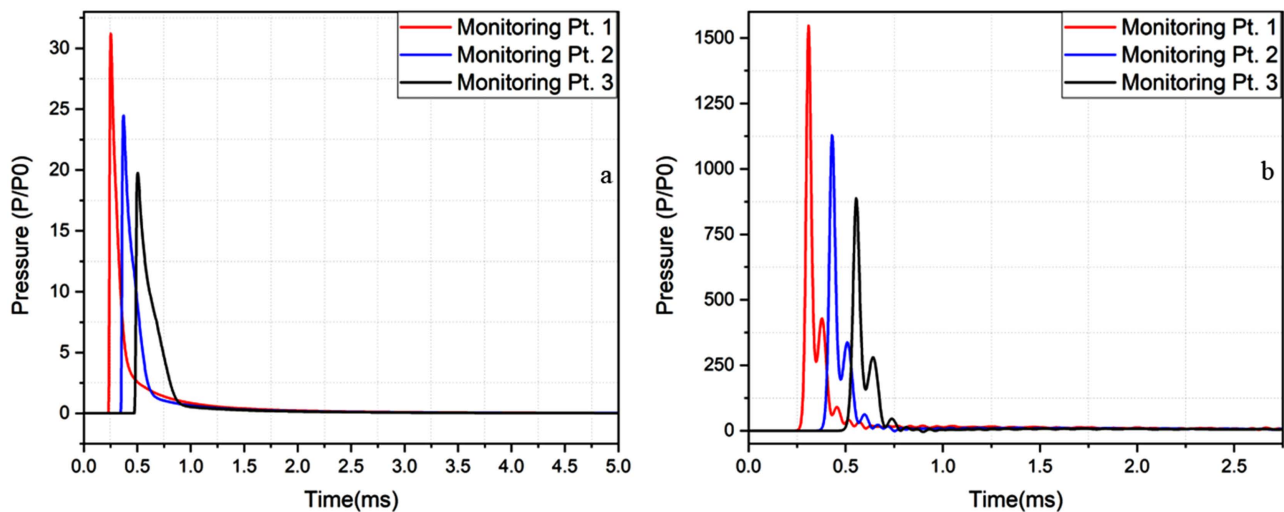 Monitoring Pt. 1
Monitoring Pt. 2
Monitoring Pt. 3
a
Pressure (P/P0)
30
25
20
15
10
5
0
0.0 0.5 1.0 1.5 2.0 2.5 3.0 3.5 4.0 4.5 5.0
Time(ms)
Monitoring Pt. 1
Monitoring Pt. 2
Monitoring Pt. 3
b
Pressure (P/P0)
1500
1250
1000
750
500
250
0
0.0 0.5 1.0 1.5 2.0 2.5
Time(ms)